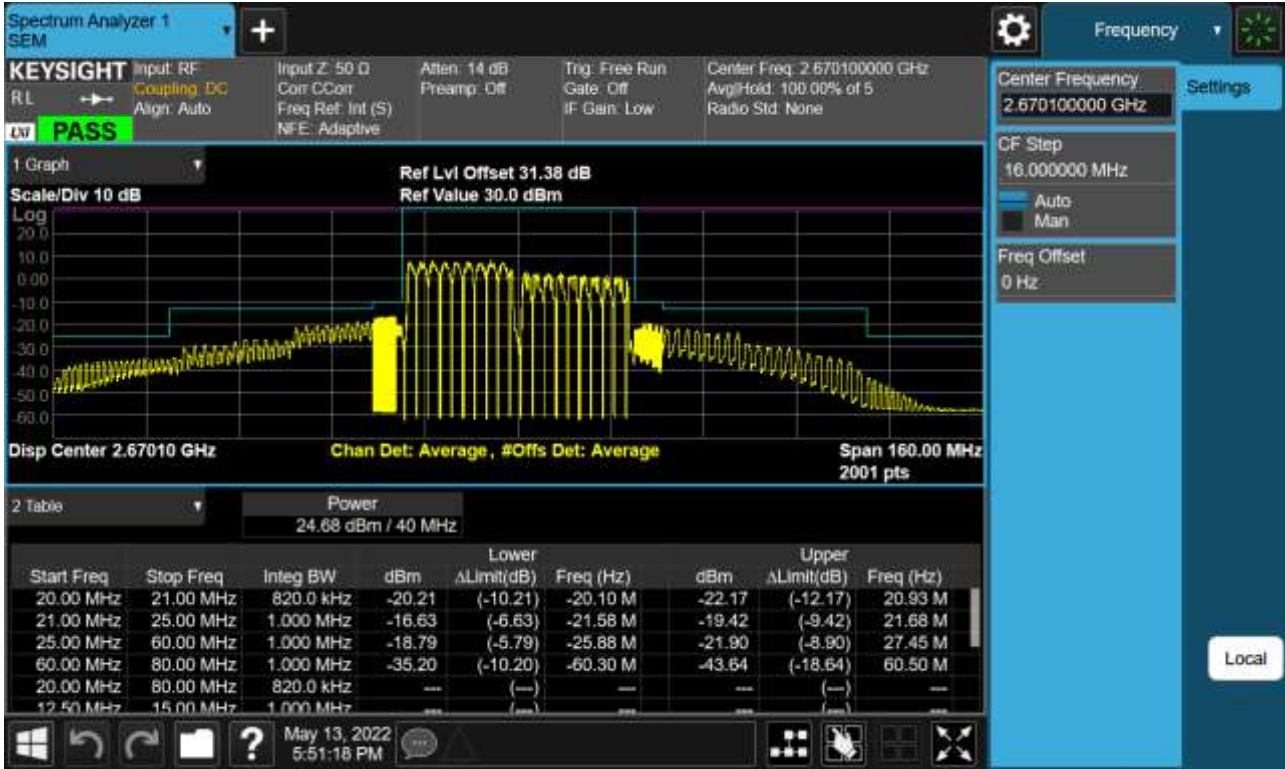 Spectrum Analyzer 1
SEM
Frequency
KEYSIGHT
RL
LXI
PASS
Input: RF
Coupling: DC
Align: Auto
Input Z: 50 Ω
Corr CCorr
Freq Ref: Int (S)
NFE: Adaptive
Atten: 14 dB
Preamp: Off
Trig: Free Run
Gate: Off
IF Gain: Low
Center Freq: 2.670100000 GHz
Avg|Hold: 100.00% of 5
Radio Std: None
Center Frequency
2.670100000 GHz
Settings
CF Step
16.000000 MHz
Auto
Man
Freq Offset
0 Hz
Local
1 Graph
Scale/Div 10 dB
Ref Lvl Offset 31.38 dB
Ref Value 30.0 dBm
Log
20.0
10.0
0.00
-10.0
-20.0
-30.0
-40.0
-50.0
-60.0
Disp Center 2.67010 GHz
Chan Det: Average, #Offs Det: Average
Span 160.00 MHz
2001 pts
2 Table
Power
24.68 dBm / 40 MHz
Lower Upper
Start Freq Stop Freq Integ BW dBm ΔLimit(dB) Freq (Hz) dBm ΔLimit(dB) Freq (Hz)
20.00 MHz 21.00 MHz 820.0 kHz -20.21 (-10.21) -20.10 M -22.17 (-12.17) 20.93 M
21.00 MHz 25.00 MHz 1.000 MHz -16.63 (-6.63) -21.58 M -19.42 (-9.42) 21.68 M
25.00 MHz 60.00 MHz 1.000 MHz -18.79 (-5.79) -25.88 M -21.90 (-8.90) 27.45 M
60.00 MHz 80.00 MHz 1.000 MHz -35.20 (-10.20) -60.30 M -43.64 (-18.64) 60.50 M
20.00 MHz 80.00 MHz 820.0 kHz --- (---) --- --- (---) ---
12.50 MHz 15.00 MHz 1.000 MHz --- (---) --- --- (---) ---
May 13, 2022
5:51:18 PM